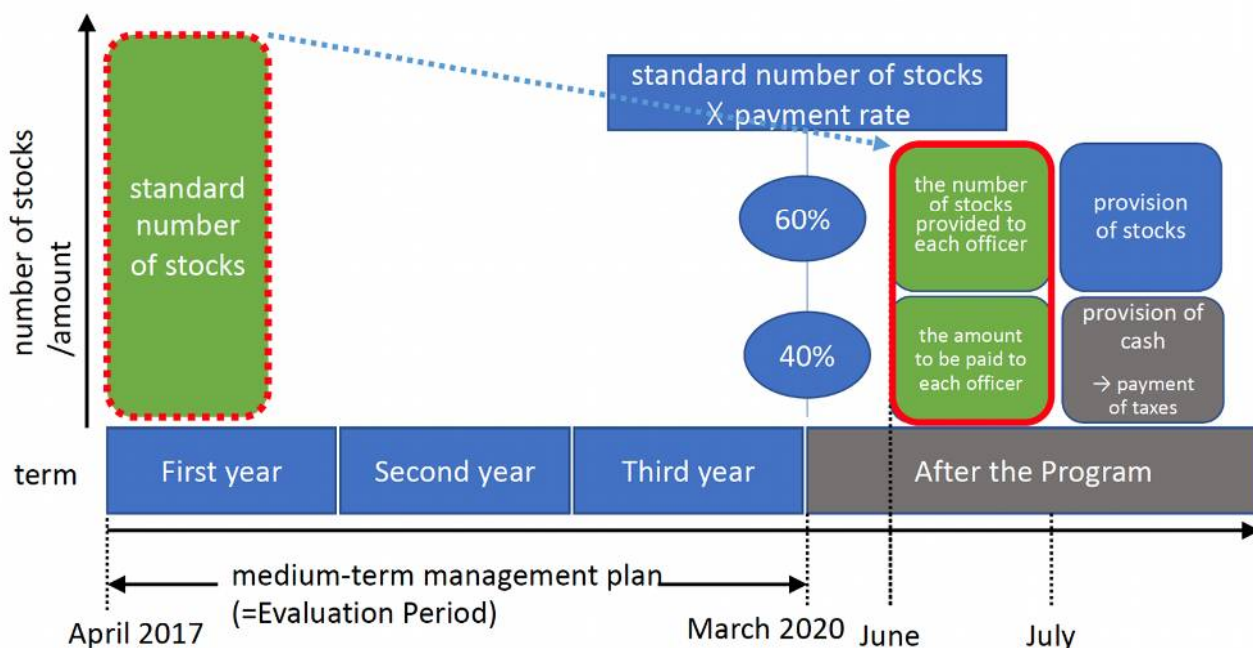 number of stocks
/amount
standard
number
of stocks
standard number of stocks
X payment rate
60%
40%
the number
of stocks
provided to
each officer
the amount
to be paid to
each officer
provision
of stocks
provision of
cash
→ payment
of taxes
term
First year
Second year
Third year
After the Program
medium-term management plan
(=Evaluation Period)
April 2017
March 2020
June
July